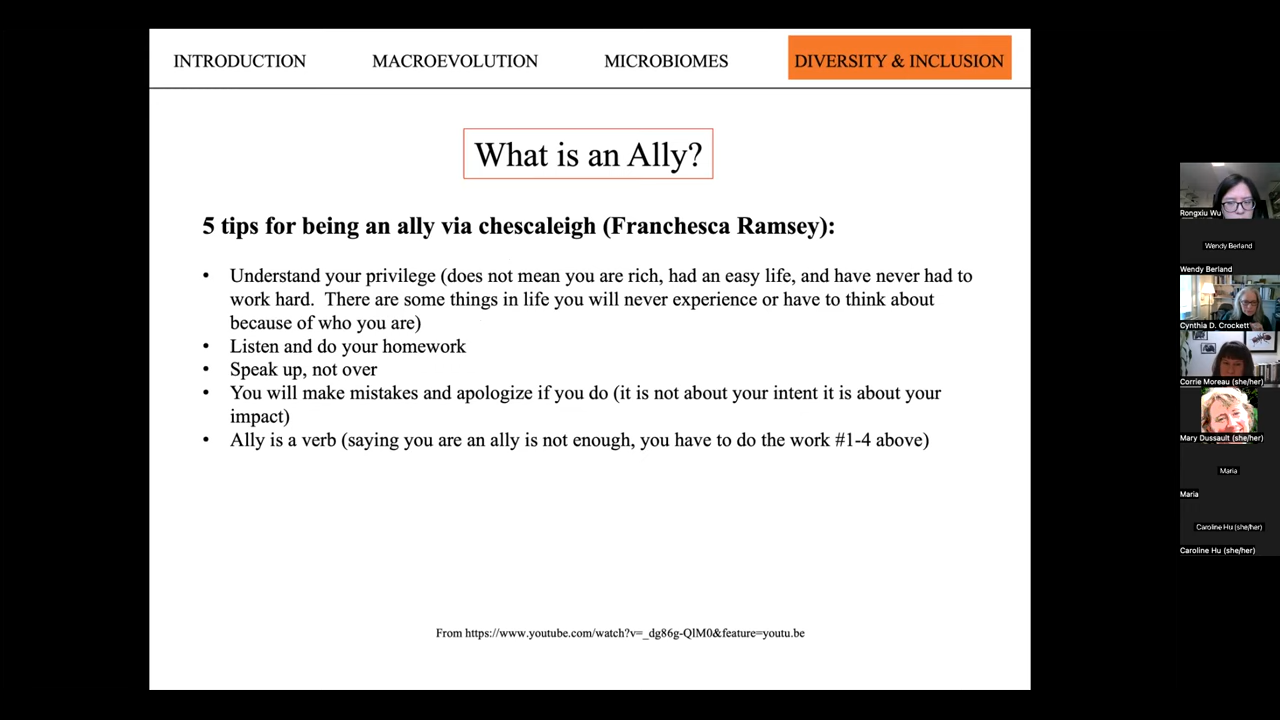 INTRODUCTION MACROEVOLUTION MICROBIOMES DIVERSITY & INCLUSION
What is an Ally?
5 tips for being an ally via chescaleigh (Franchesca Ramsey):
• Understand your privilege (does not mean you are rich, had an easy life, and have never had to
work hard. There are some things in life you will never experience or have to think about
because of who you are)
• Listen and do your homework
• Speak up, not over
• You will make mistakes and apologize if you do (it is not about your intent it is about your
impact)
• Ally is a verb (saying you are an ally is not enough, you have to do the work #1-4 above)
From https://www.youtube.com/watch?v=_dg86g-QlM0&feature=youtu.be
Rongxiu Wu
Wendy Berland
Wendy Berland
Cynthia D. Crockett
Corrie Moreau (she/her)
Mary Dussault (she/her)
Maria
Maria
Caroline Hu (she/her)
Caroline Hu (she/her)